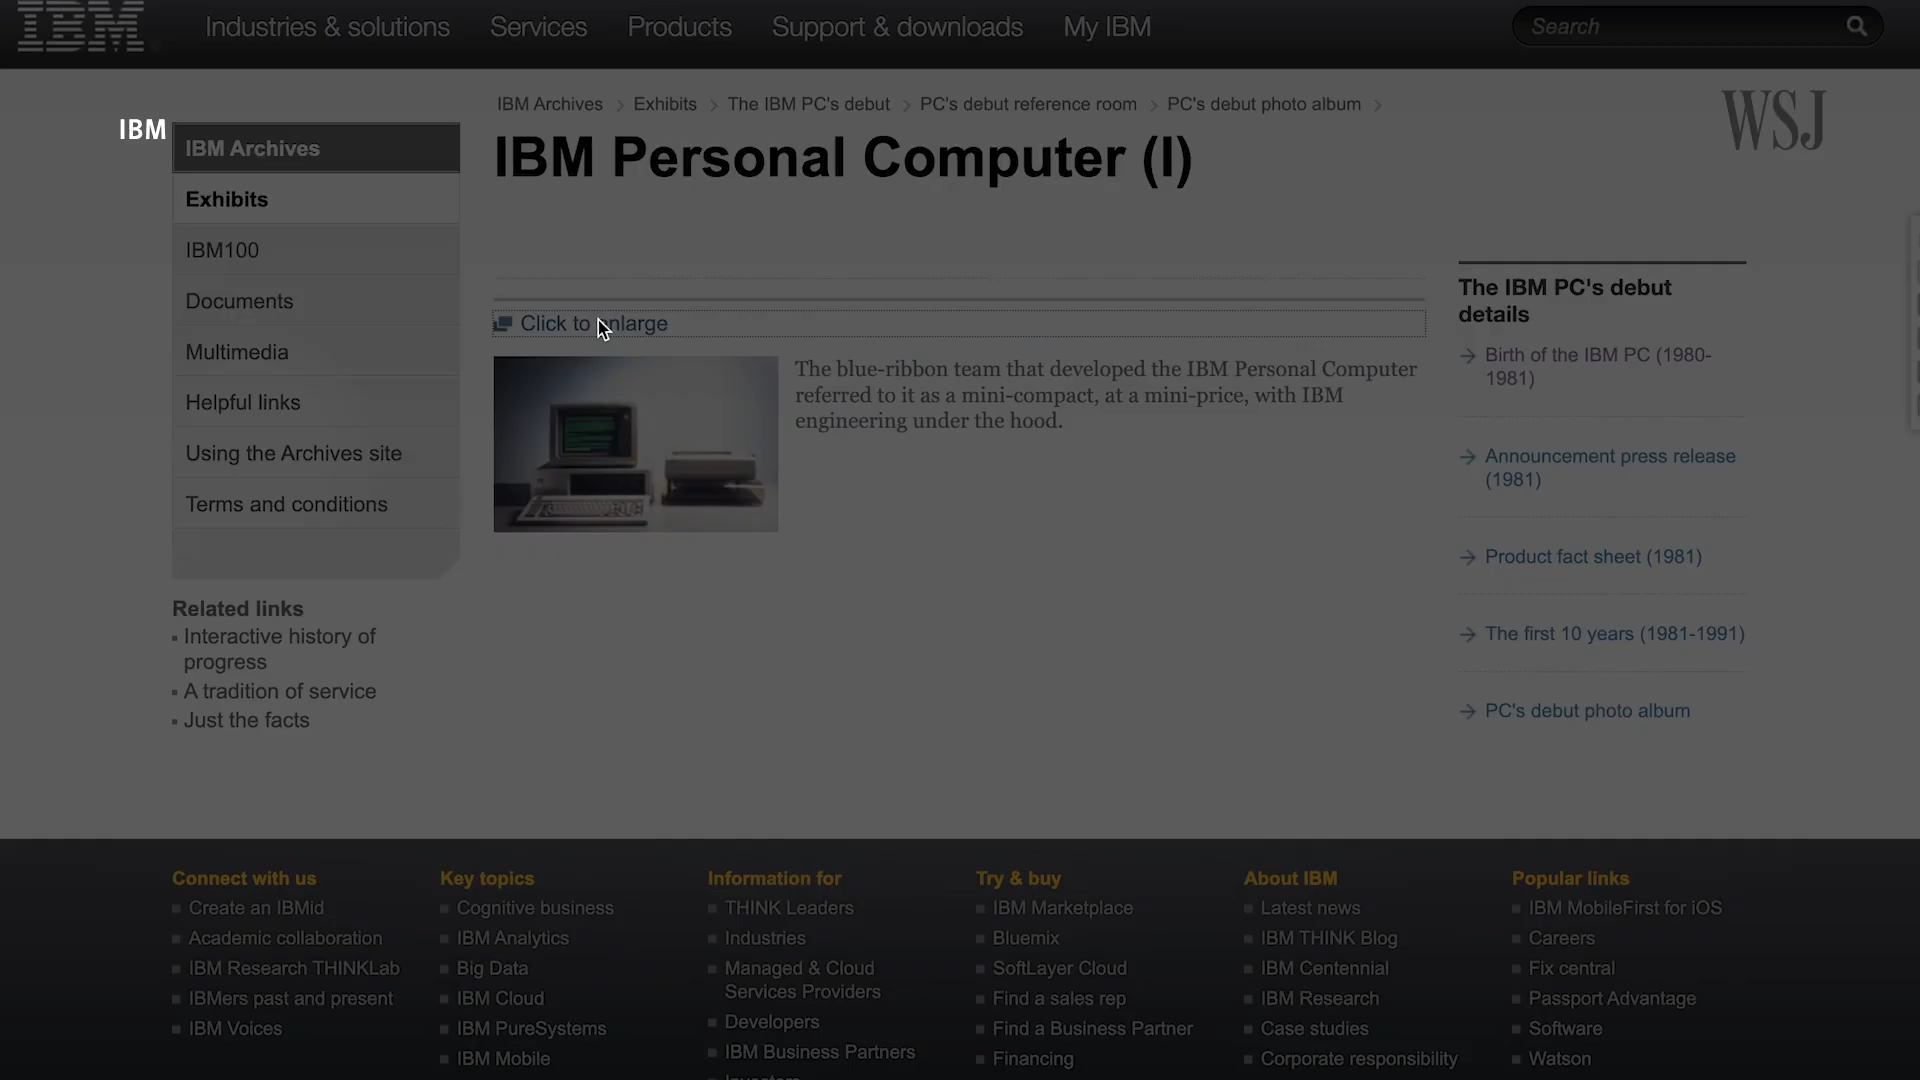 IBM
Industries & solutions
Services
Products
Support & downloads
My IBM
Search
IBM
WSJ
IBM Archives
Exhibits
The IBM PC's debut
PC's debut reference room
PC's debut photo album
IBM Personal Computer (I)
IBM Archives
Exhibits
IBM100
Documents
Multimedia
Helpful links
Using the Archives site
Terms and conditions
Related links
Interactive history of
progress
A tradition of service
Just the facts
Click to enlarge
The blue-ribbon team that developed the IBM Personal Computer
referred to it as a mini-compact, at a mini-price, with IBM
engineering under the hood.
The IBM PC's debut
details
Birth of the IBM PC (1980-
1981)
Announcement press release
(1981)
Product fact sheet (1981)
The first 10 years (1981-1991)
PC's debut photo album
Connect with us
Create an IBMid
Academic collaboration
IBM Research THINKLab
IBMers past and present
IBM Voices
Key topics
Cognitive business
IBM Analytics
Big Data
IBM Cloud
IBM PureSystems
IBM Mobile
Information for
THINK Leaders
Industries
Managed & Cloud
Services Providers
Developers
IBM Business Partners
Try & buy
IBM Marketplace
Bluemix
SoftLayer Cloud
Find a sales rep
Find a Business Partner
Financing
About IBM
Latest news
IBM THINK Blog
IBM Centennial
IBM Research
Case studies
Corporate responsibility
Popular links
IBM MobileFirst for iOS
Careers
Fix central
Passport Advantage
Software
Watson